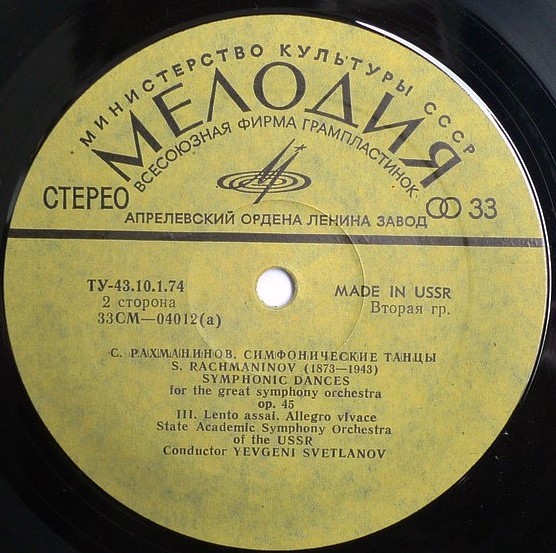 МИНИСТЕРСТВО КУЛЬТУРЫ СССР
МЕЛОДИЯ
ВСЕСОЮЗНАЯ ФИРМА ГРАМПЛАСТИНОК
СТЕРЕО
33
АПРЕЛЕВСКИЙ ОРДЕНА ЛЕНИНА ЗАВОД
ТУ-43.10.1.74
2 сторона
33СМ—04012(а)
MADE IN USSR
Вторая гр.
С. РАХМАНИНОВ. СИМФОНИЧЕСКИЕ ТАНЦЫ
S. RACHMANINOV (1873—1943)
SYMPHONIC DANCES
for the great symphony orchestra
op. 45
III. Lento assai. Allegro vivace
State Academic Symphony Orchestra
of the USSR
Conductor YEVGENI SVETLANOV